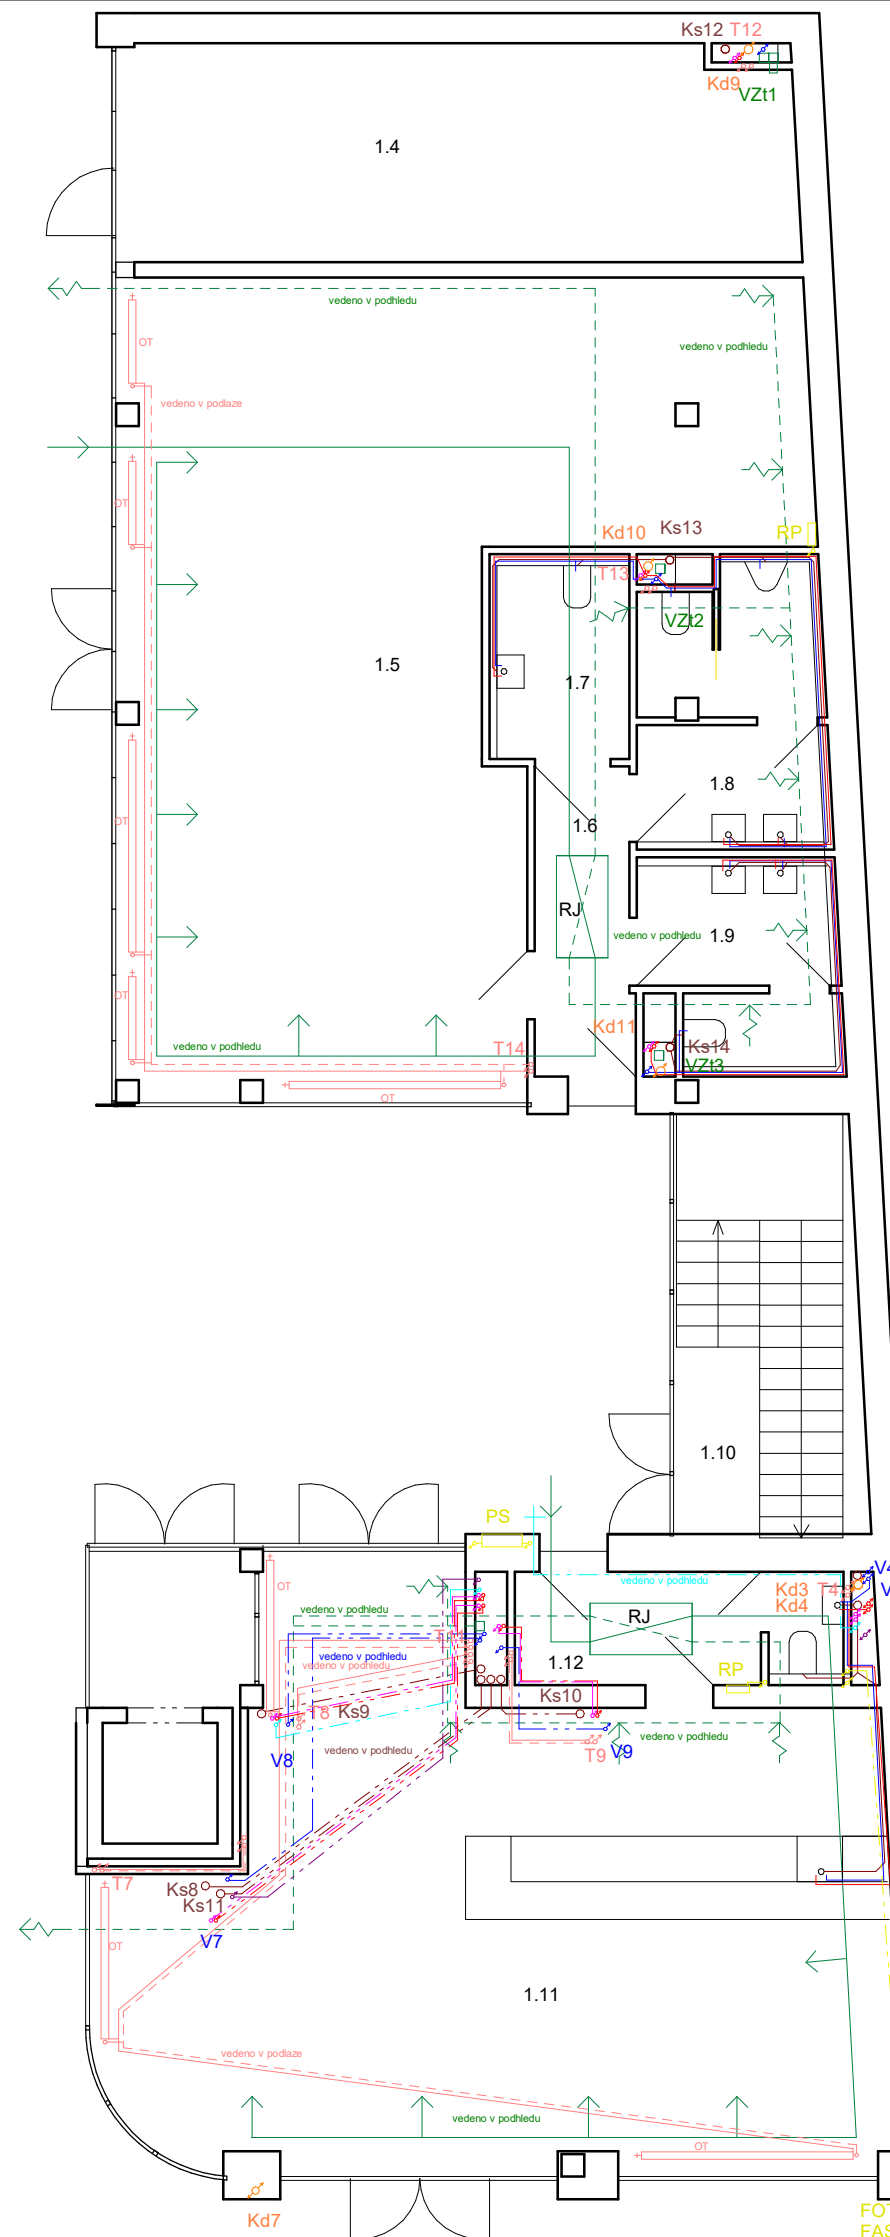 Ks12 T12
Kd9
VZt1
1.4
vedeno v podhledu
OT
vedeno v podhledu
vedeno v podlaze
OT
Kd10
Ks13
RP
T13
VZt2
1.5
1.7
1.8
OT
1.6
RJ
vedeno v podhledu
1.9
OT
Kd11
vedeno v podhledu
T14
Ks14
VZt3
OT
1.10
PS
OT
vedeno v podhledu
vedeno v podhledu
Kd3
Kd4
RJ
vedeno v podhledu
vedeno v podhledu
1.12
RP
Ks10
T8
Ks9
V8
vedeno v podhledu
T9
V9
vedeno v podhledu
T7
Ks8
Ks11
V7
OT
1.11
vedeno v podlaze
vedeno v podhledu
OT
Kd7